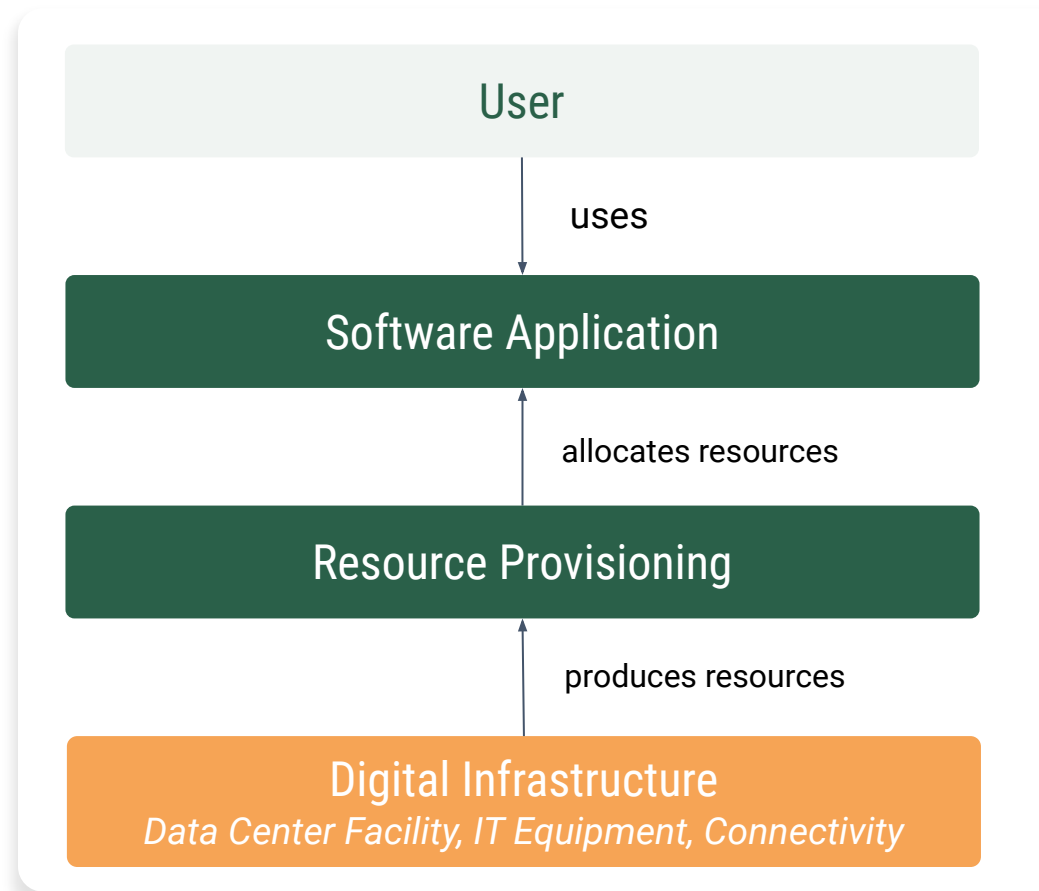 User
uses
Software Application
allocates resources
Resource Provisioning
produces resources
Digital Infrastructure
Data Center Facility, IT Equipment, Connectivity